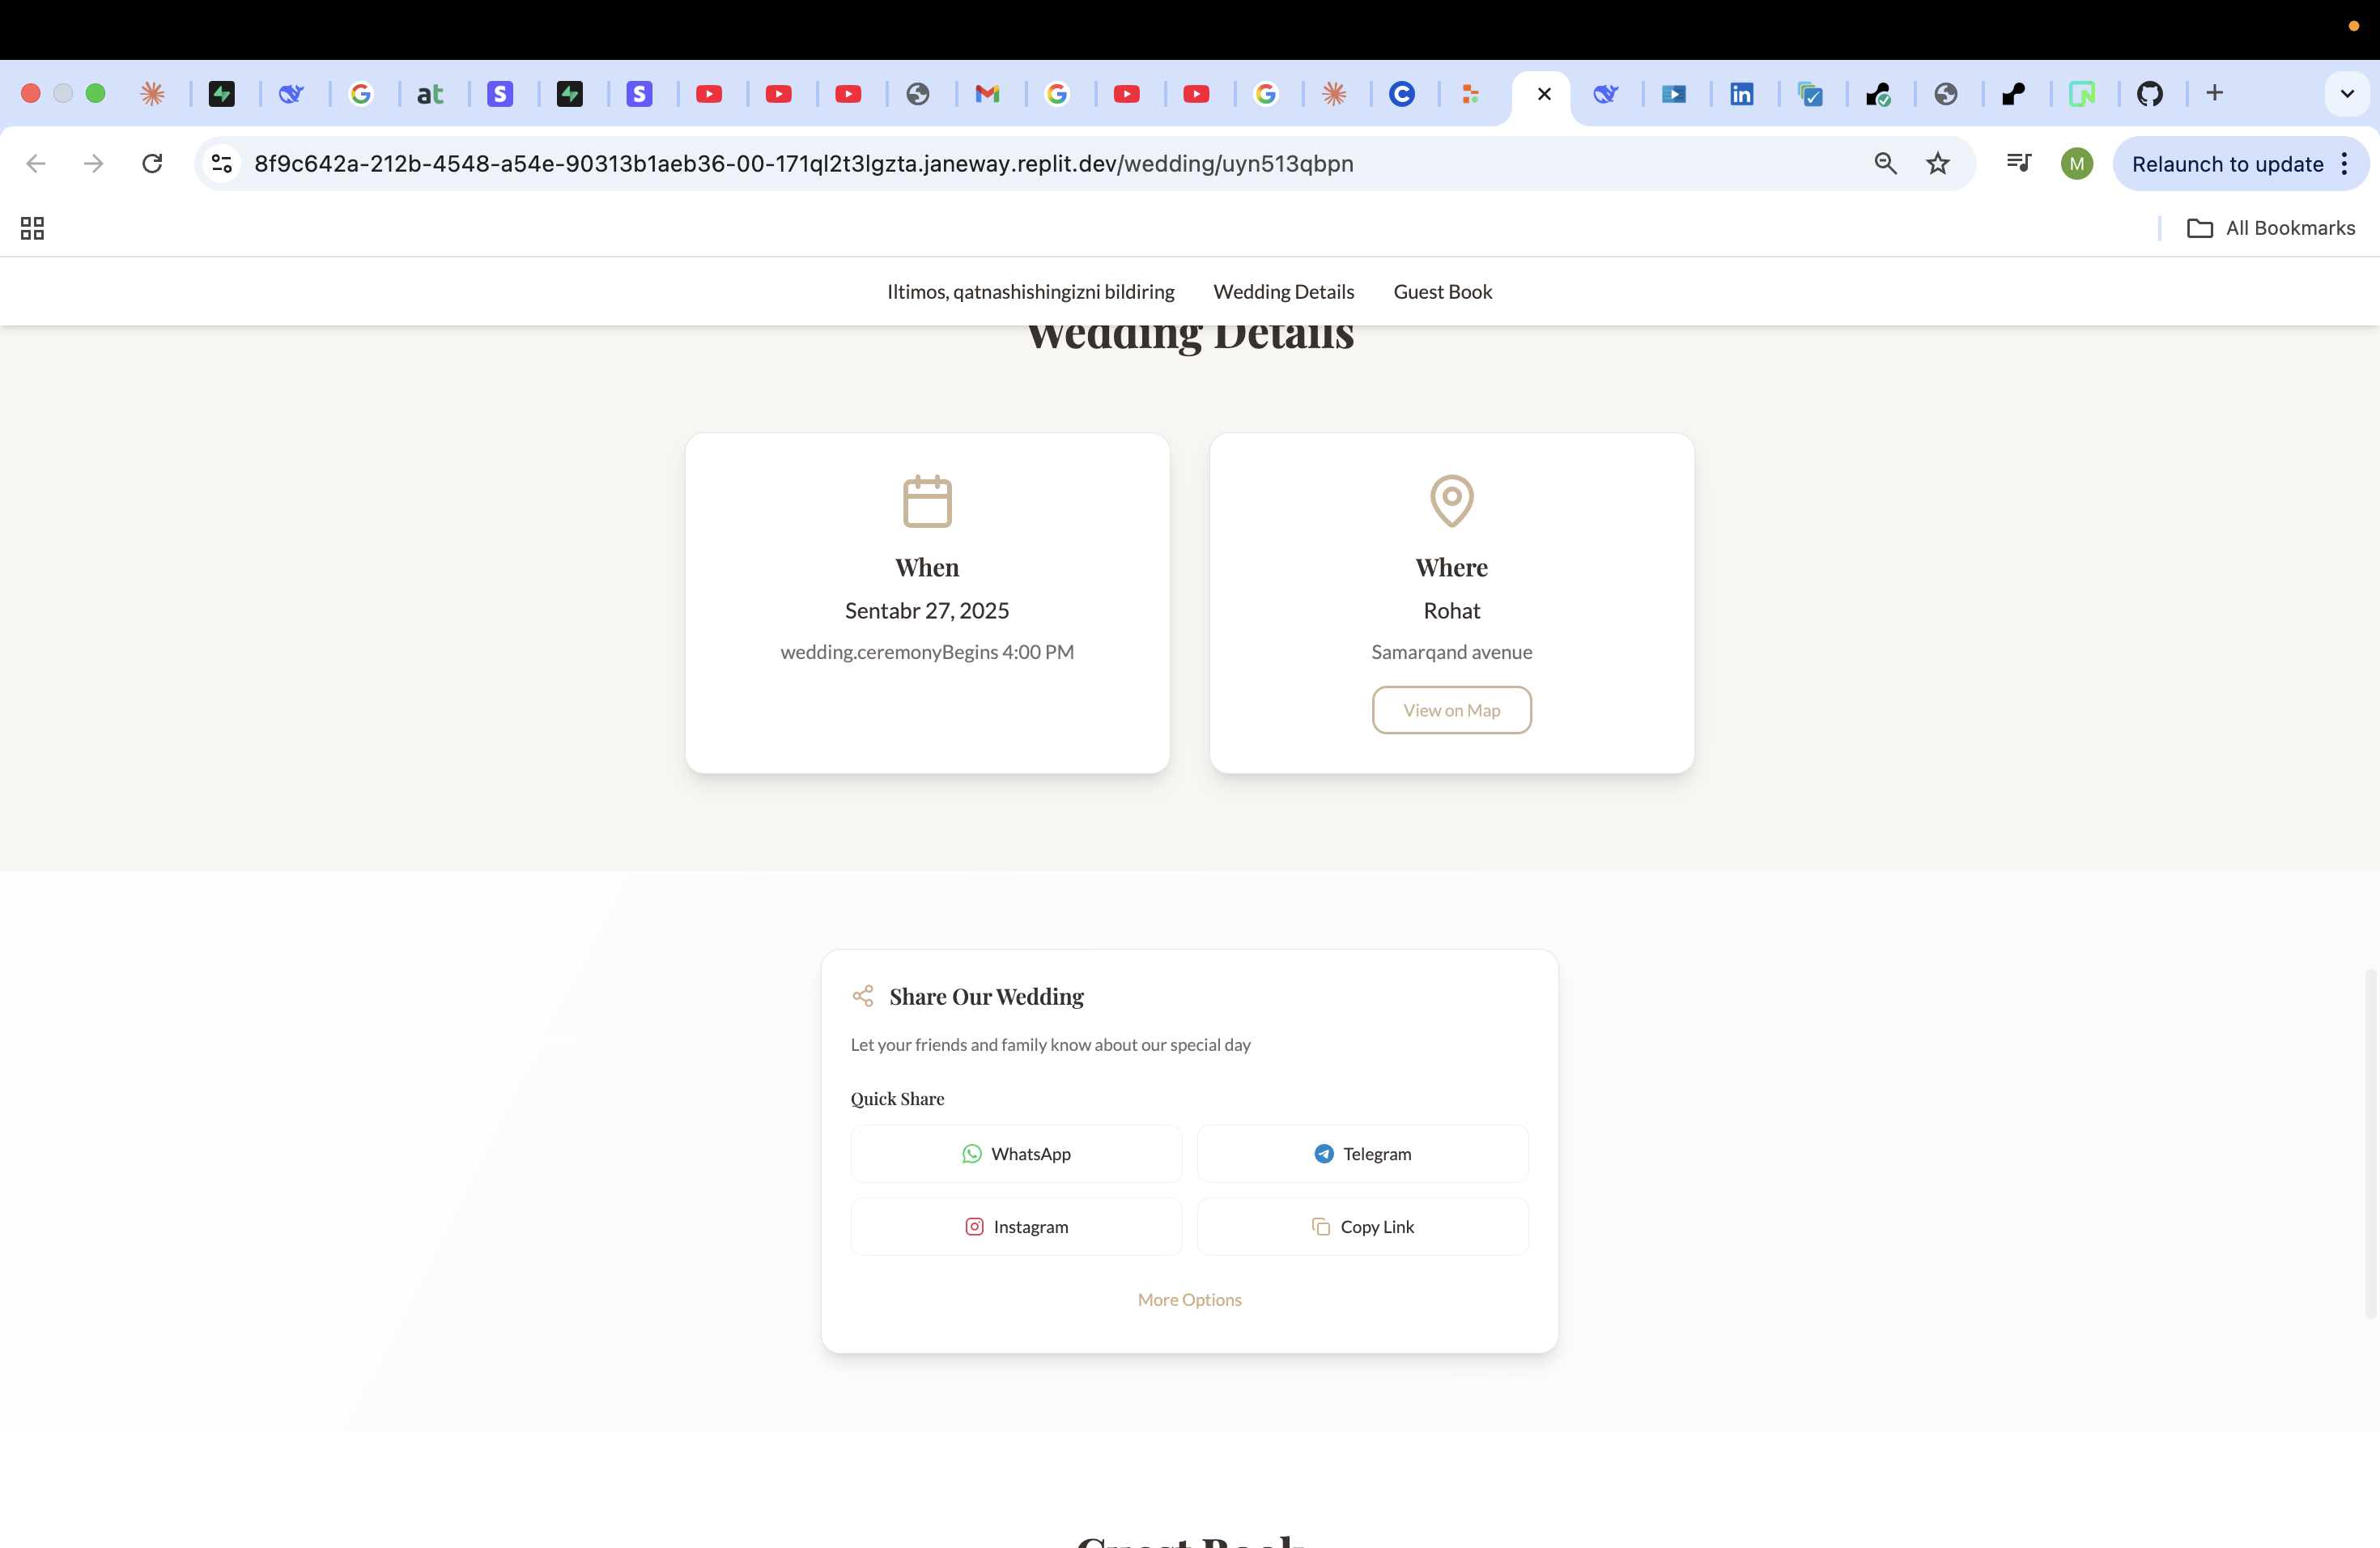 at
S
S
C
in
N
8f9c642a-212b-4548-a54e-90313b1aeb36-00-171ql2t3lgzta.janeway.replit.dev/wedding/uyn513qbpn
M
Relaunch to update
All Bookmarks
Iltimos, qatnashishingizni bildiring Wedding Details Guest Book
Wedding Details
When
Sentabr 27, 2025
wedding.ceremonyBegins 4:00 PM
Where
Rohat
Samarqand avenue
View on Map
Share Our Wedding
Let your friends and family know about our special day
Quick Share
WhatsApp
Telegram
Instagram
Copy Link
More Options
Guest Book